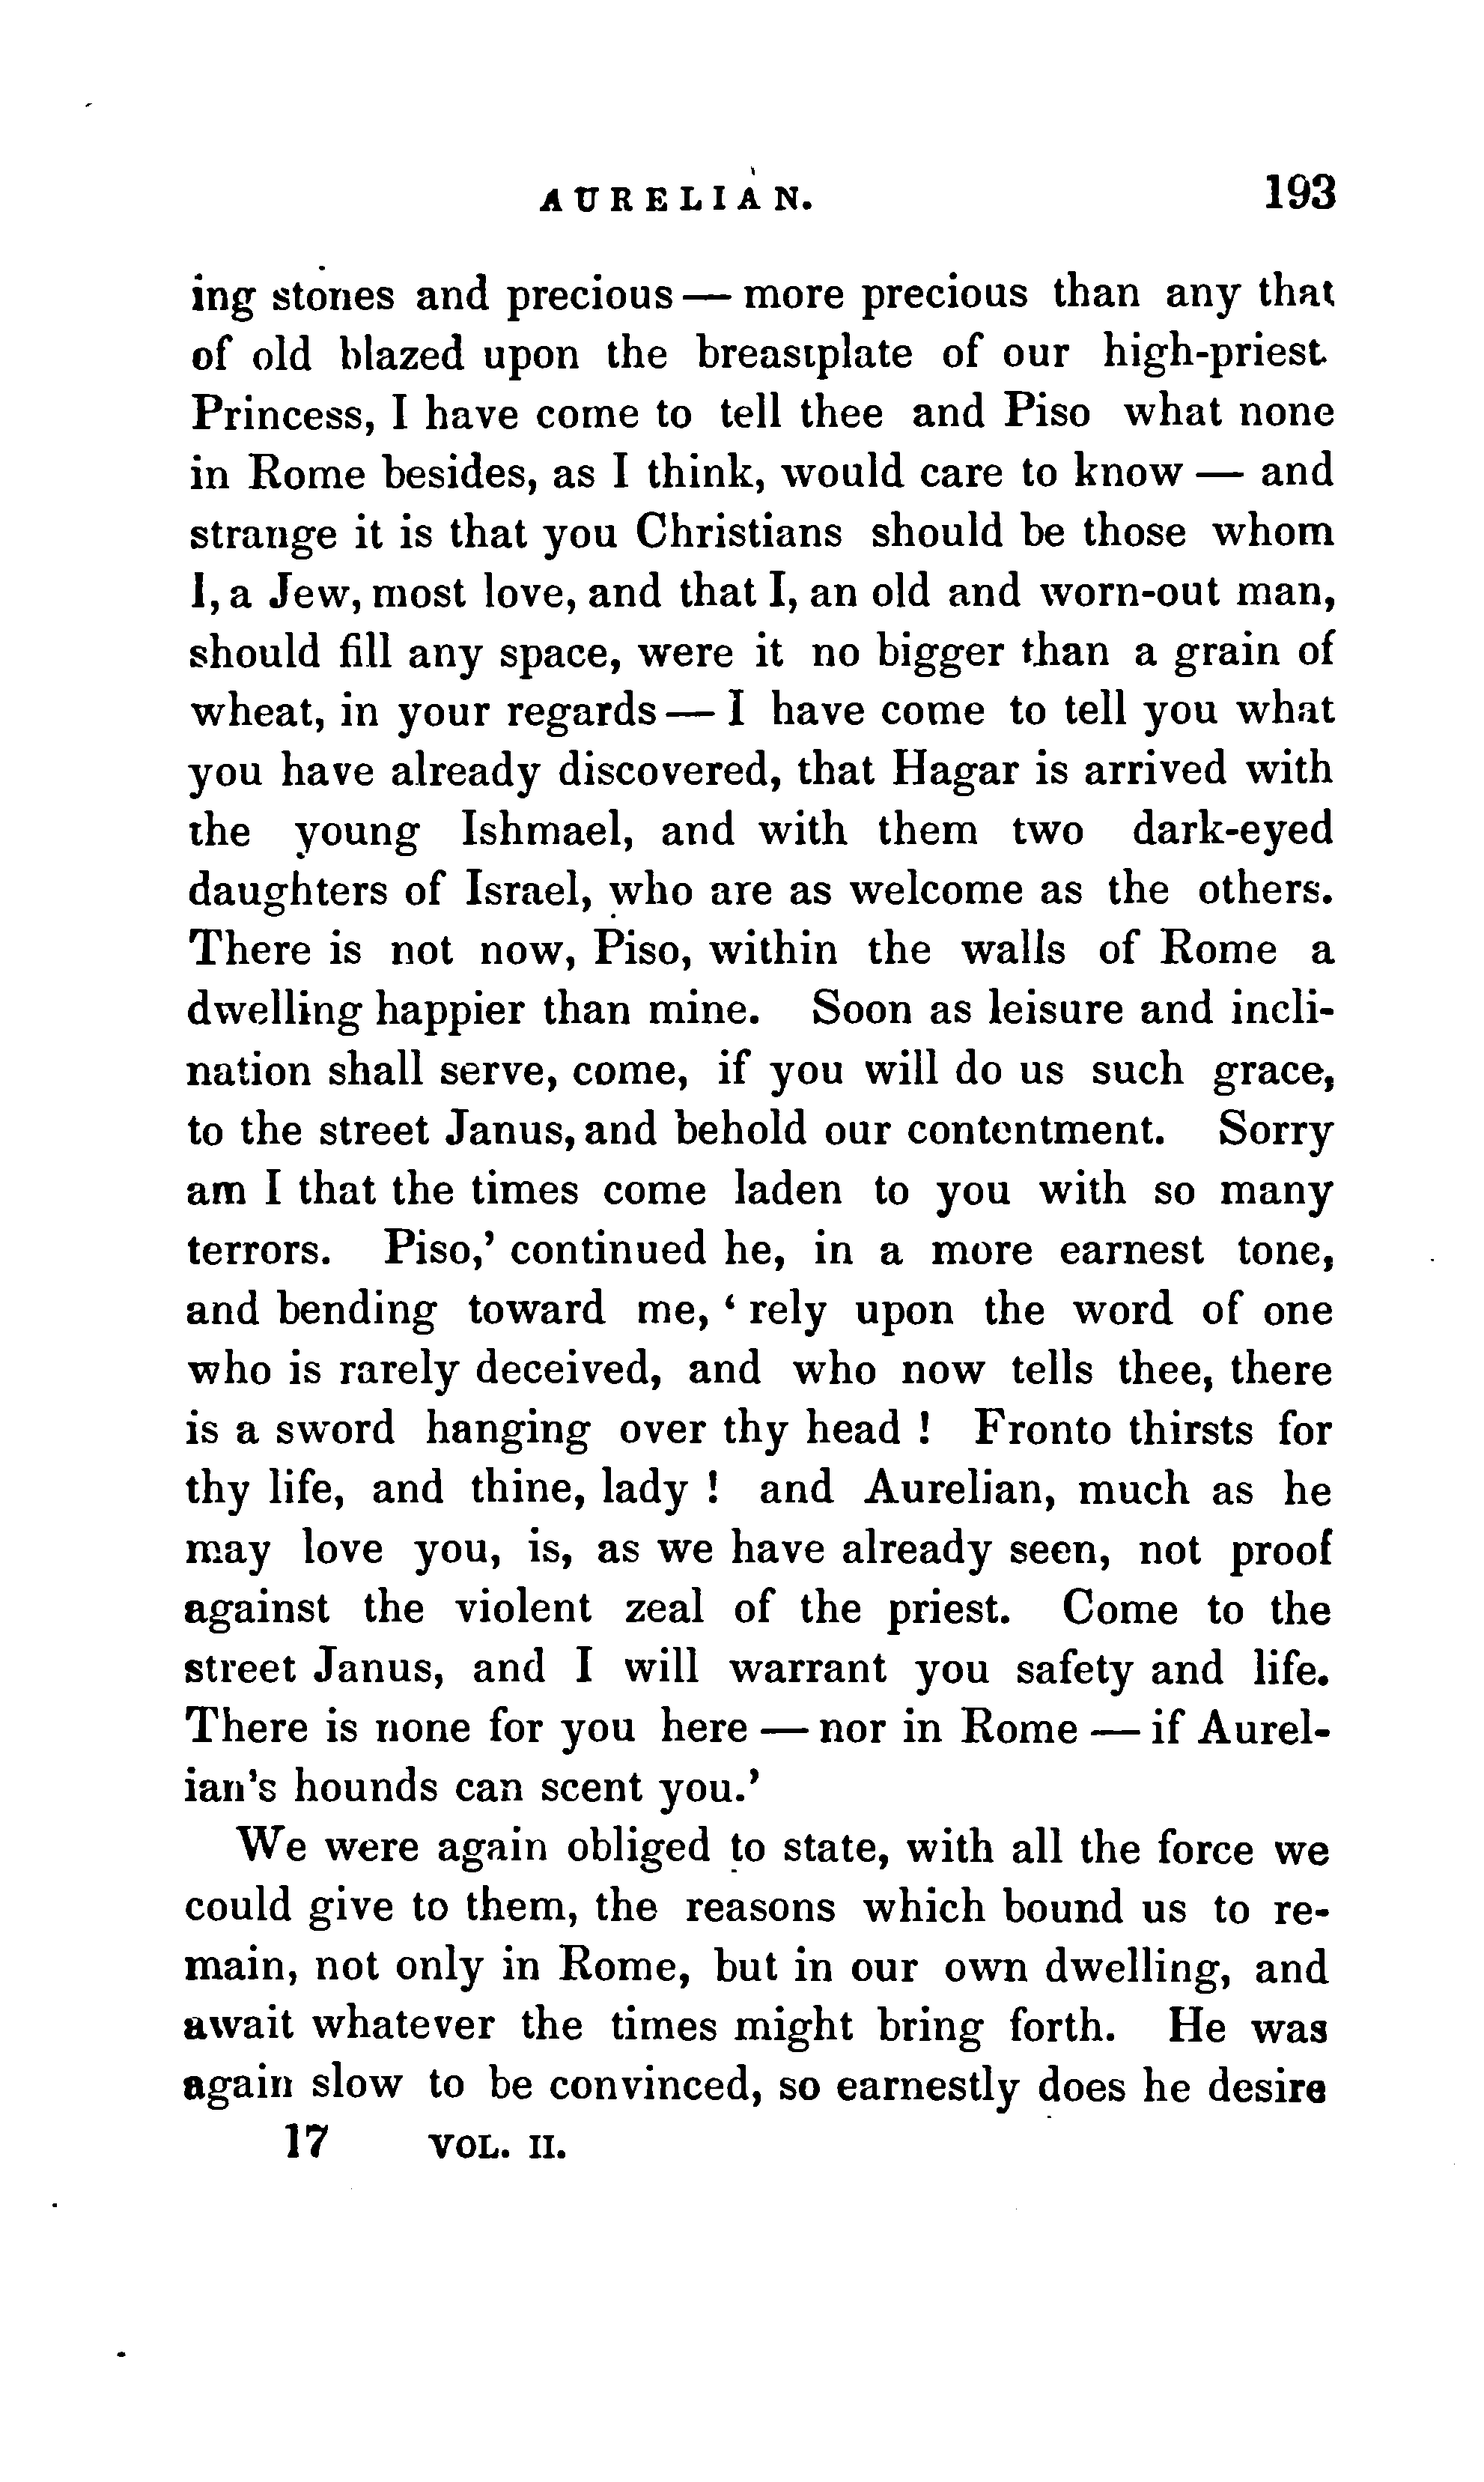 AURELIAN. 193
ing stones and precious — more precious than any that
of old blazed upon the breastplate of our high-priest.
Princess, I have come to tell thee and Piso what none
in Rome besides, as I think, would care to know — and
strange it is that you Christians should be those whom
I, a Jew, most love, and that I, an old and worn-out man,
should fill any space, were it no bigger than a grain of
wheat, in your regards — I have come to tell you what
you have already discovered, that Hagar is arrived with
the young Ishmael, and with them two dark-eyed
daughters of Israel, who are as welcome as the others.
There is not now, Piso, within the walls of Rome a
dwelling happier than mine. Soon as leisure and incli-
nation shall serve, come, if you will do us such grace,
to the street Janus, and behold our contentment. Sorry
am I that the times come laden to you with so many
terrors. Piso,' continued he, in a more earnest tone,
and bending toward me, ' rely upon the word of one
who is rarely deceived, and who now tells thee, there
is a sword hanging over thy head ! Fronto thirsts for
thy life, and thine, lady ! and Aurelian, much as he
may love you, is, as we have already seen, not proof
against the violent zeal of the priest. Come to the
street Janus, and I will warrant you safety and life.
There is none for you here — nor in Rome — if Aurel-
ian's hounds can scent you.'
We were again obliged to state, with all the force we
could give to them, the reasons which bound us to re-
main, not only in Rome, but in our own dwelling, and
await whatever the times might bring forth. He was
again slow to be convinced, so earnestly does he desire
17 VOL. II.